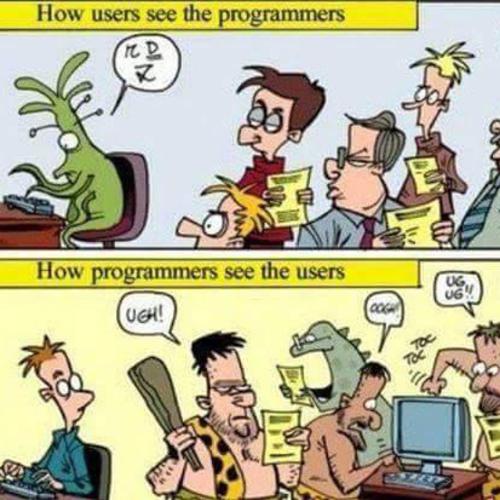 How users see the programmers
How programmers see the users
UGH!
OOGH!
TOC
TOC
UG
UG!!